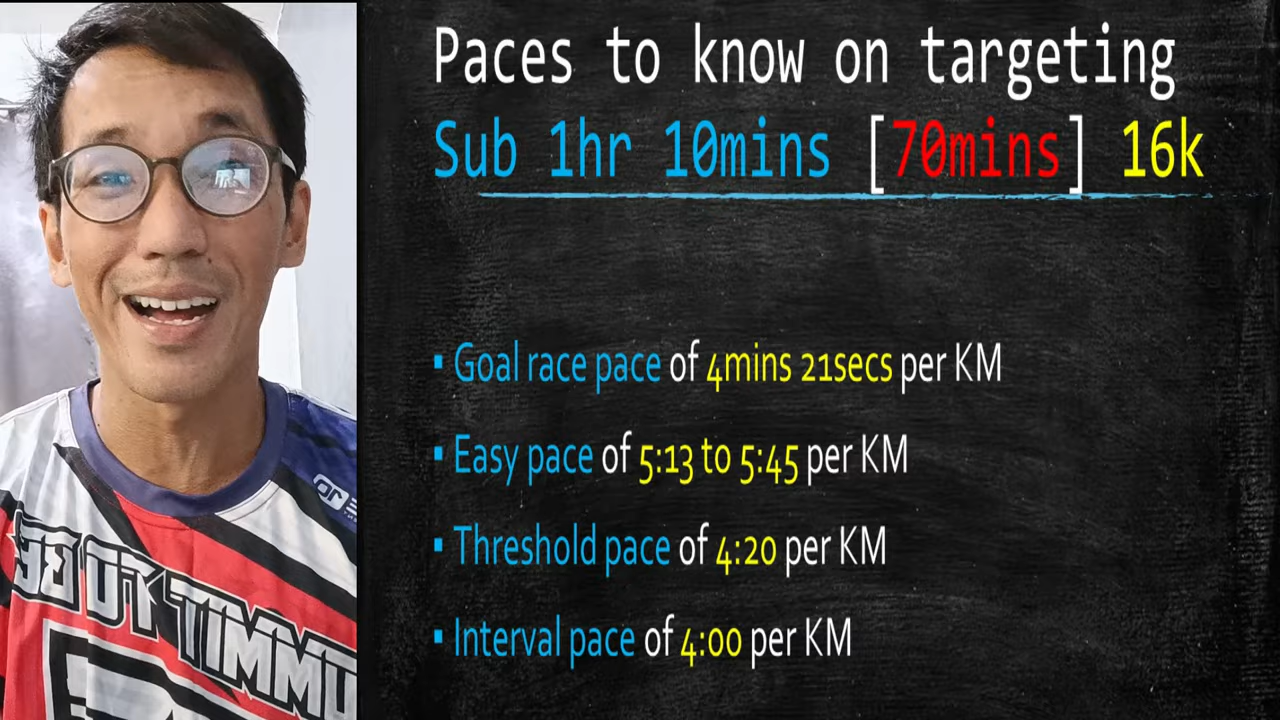 Paces to know on targeting
Sub 1hr 10mins [70mins] 16k
▪ Goal race pace of 4mins 21secs per KM
▪ Easy pace of 5:13 to 5:45 per KM
▪ Threshold pace of 4:20 per KM
▪ Interval pace of 4:00 per KM
TIMMU